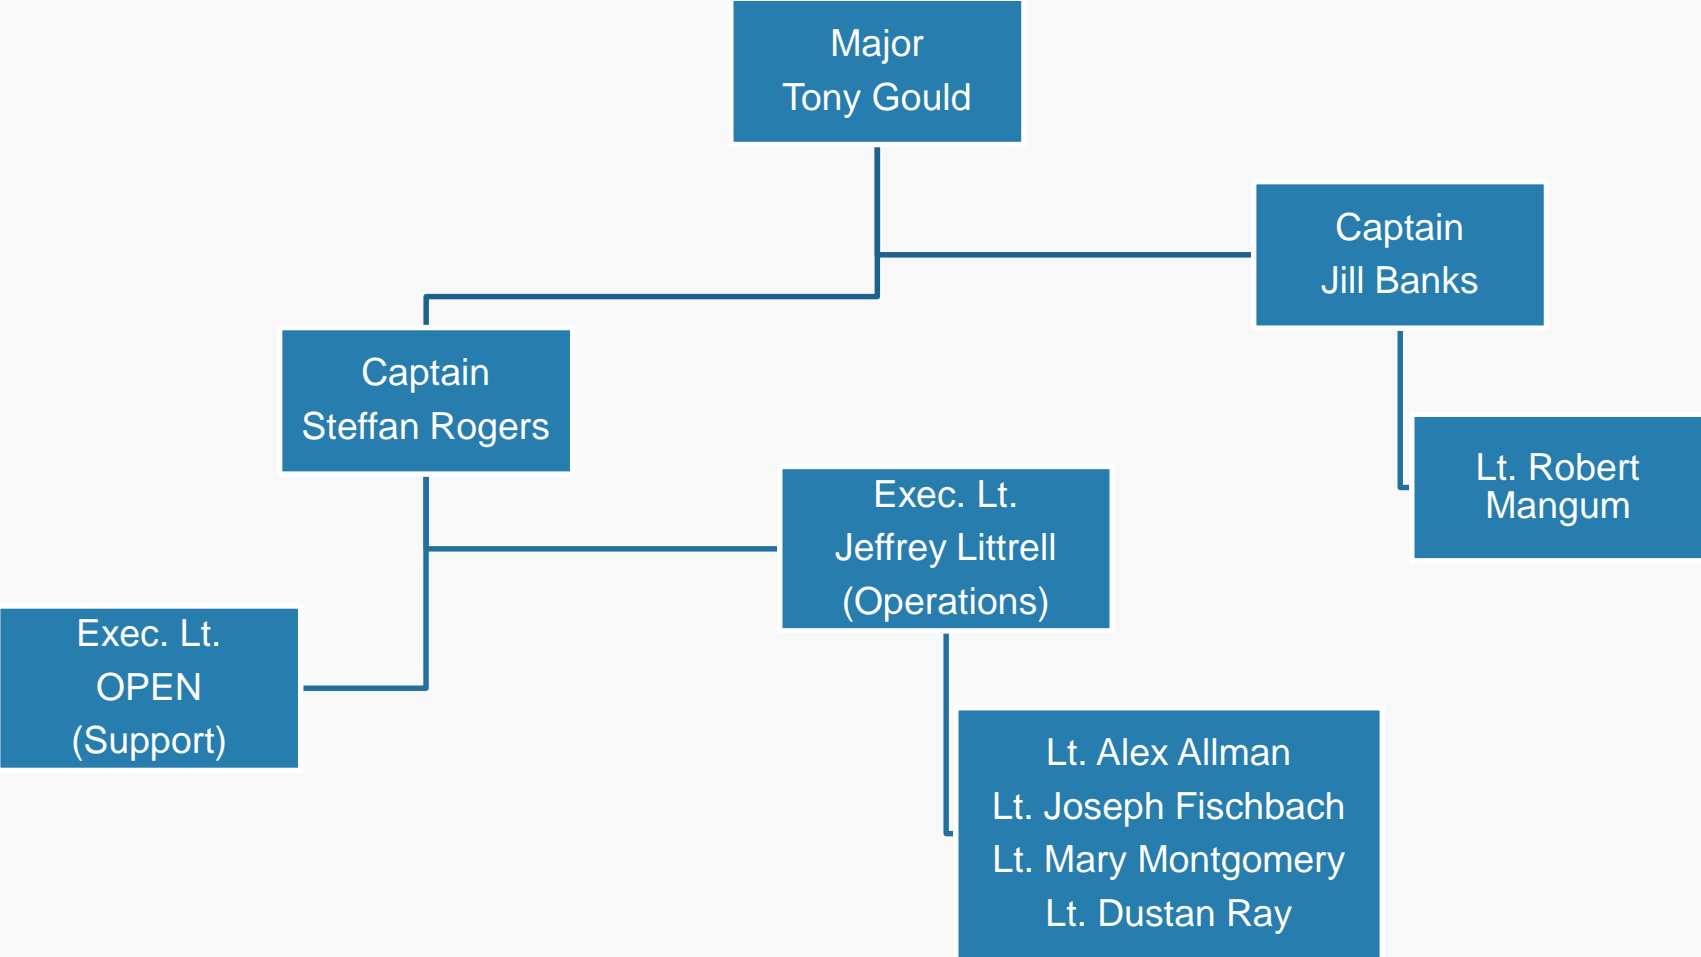 Major
Tony Gould
Captain
Jill Banks
Captain
Steffan Rogers
Lt. Robert
Mangum
Exec. Lt.
Jeffrey Littrell
(Operations)
Exec. Lt.
OPEN
(Support)
Lt. Alex Allman
Lt. Joseph Fischbach
Lt. Mary Montgomery
Lt. Dustan Ray